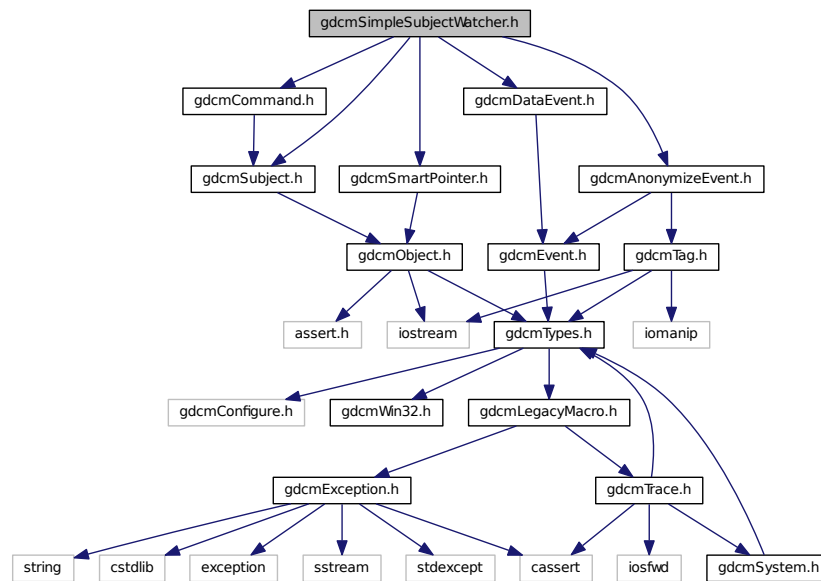 gdcmSimpleSubjectWatcher.h
gdcmCommand.h
gdcmDataEvent.h
gdcmSubject.h
gdcmSmartPointer.h
gdcmAnonymizeEvent.h
gdcmObject.h
gdcmEvent.h
gdcmTag.h
assert.h
iostream
gdcmTypes.h
iomanip
gdcmConfigure.h
gdcmWin32.h
gdcmLegacyMacro.h
gdcmException.h
gdcmTrace.h
string
cstdlib
exception
sstream
stdexcept
cassert
iosfwd
gdcmSystem.h